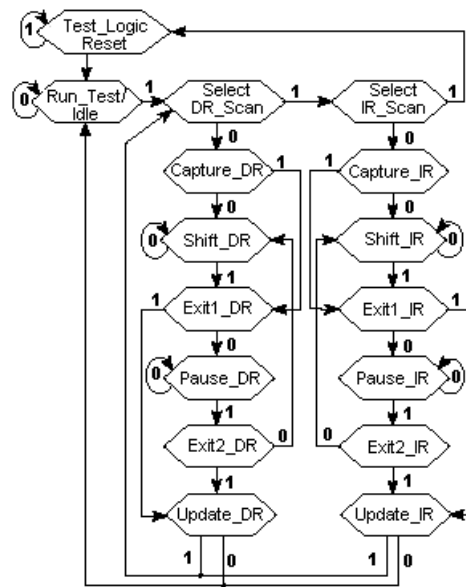 1
Test_Logic
Reset
0
Run_Test/
Idle
1
Select
DR_Scan
1
Select
IR_Scan
1
0
0
Capture_DR
1
1
Capture_IR
0
0
0
Shift_DR
Shift_IR
0
1
1
1
Exit1_DR
Exit1_IR
1
0
0
0
Pause_DR
Pause_IR
0
1
1
Exit2_DR
0
0
Exit2_IR
1
1
Update_DR
Update_IR
1
0
1
0